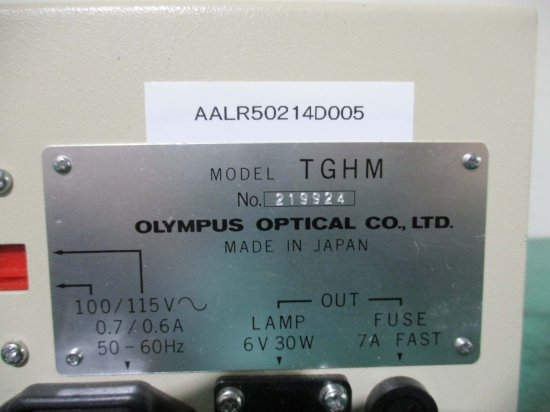 AALR50214D005
MODEL TGHM
No. 219924
OLYMPUS OPTICAL CO., LTD.
MADE IN JAPAN
100/115V~
0.7/0.6A
50-60Hz
OUT
LAMP
6V 30W
FUSE
7A FAST